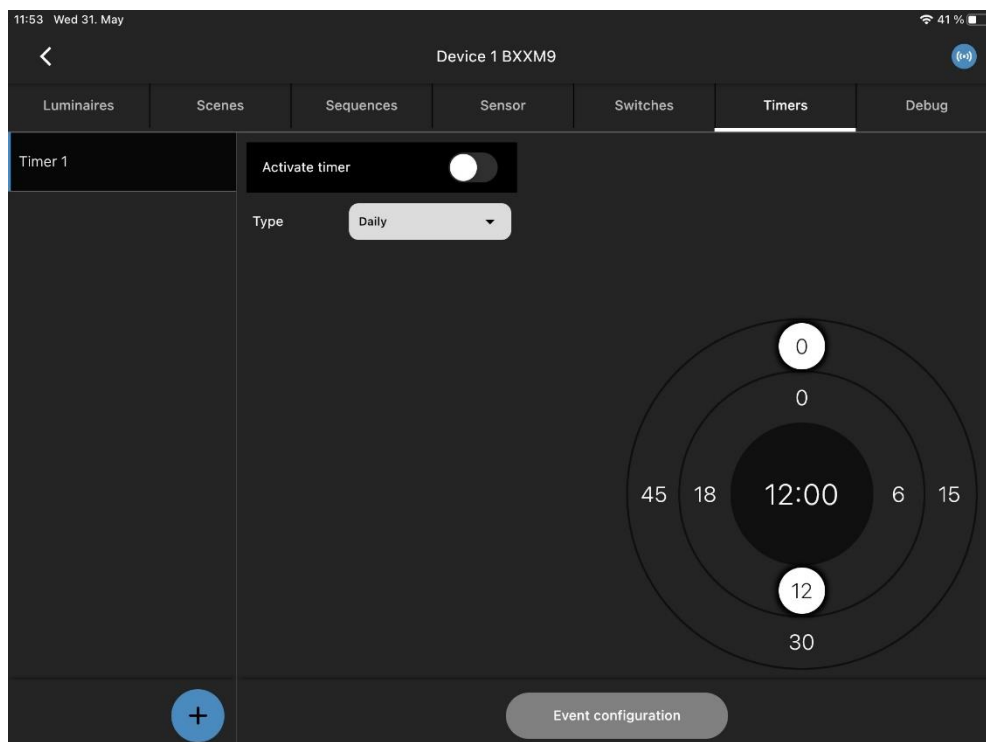 11:53 Wed 31. May
41 %
Device 1 BXXM9
Luminaires Scenes Sequences Sensor Switches Timers Debug
Timer 1
Activate timer
Type Daily
0
0
45 18 12:00 6 15
12
30
+
Event configuration